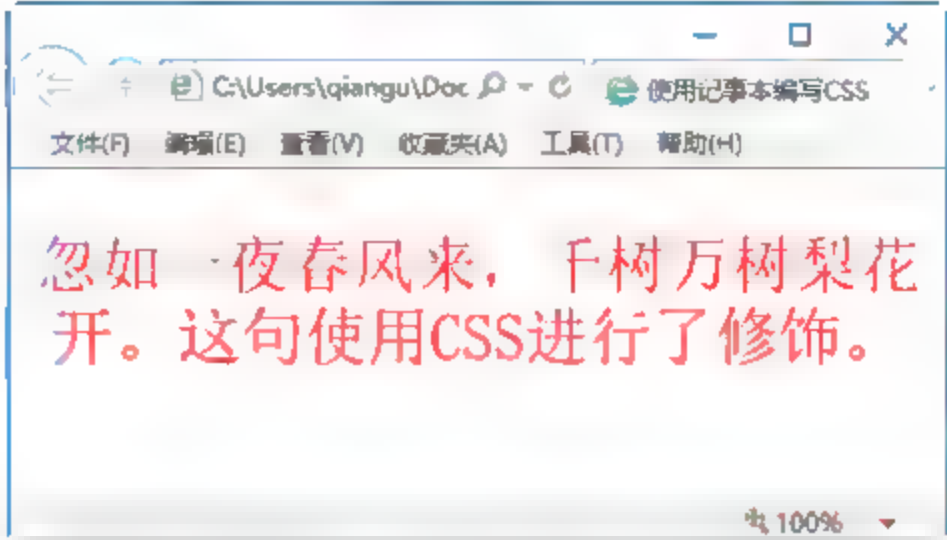 C:\Users\qiangu\Doc 使用记事本编写CSS
文件(F) 编辑(E) 查看(V) 收藏夹(A) 工具(T) 帮助(H)
忽如一夜春风来，千树万树梨花
开。这句使用CSS进行了修饰。
100%